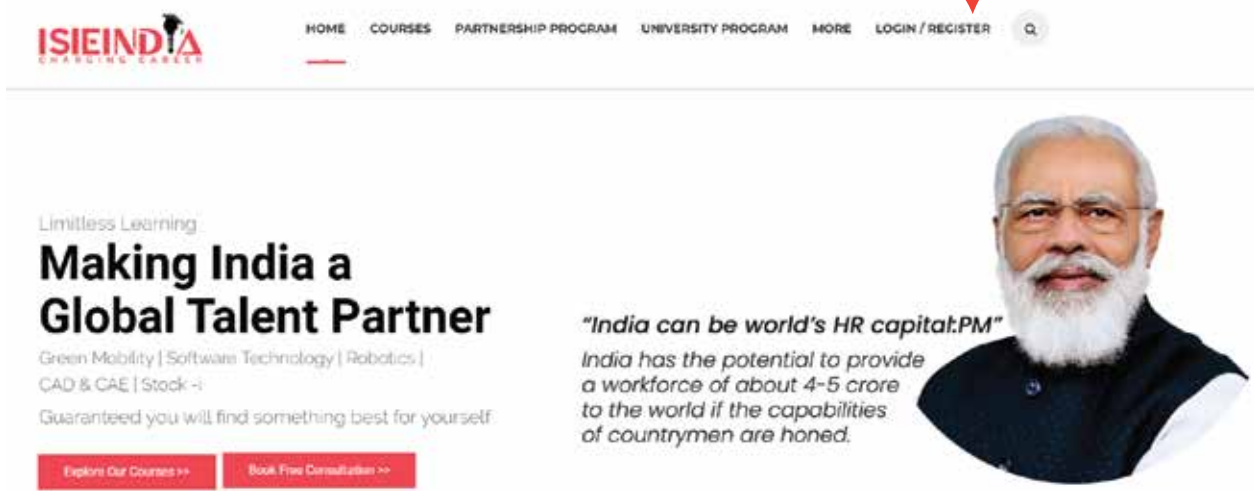 ISIEINDIA
CHARGING CAREER
HOME COURSES PARTNERSHIP PROGRAM UNIVERSITY PROGRAM MORE LOGIN / REGISTER
Limitless Learning
Making India a
Global Talent Partner
Green Mobility | Software Technology | Robotics |
CAD & CAE | Stock -i
Guaranteed you will find something best for yourself
Explore Our Courses >>
Book Free Consultation >>
“India can be world’s HR capital:PM”
India has the potential to provide
a workforce of about 4-5 crore
to the world if the capabilities
of countrymen are honed.